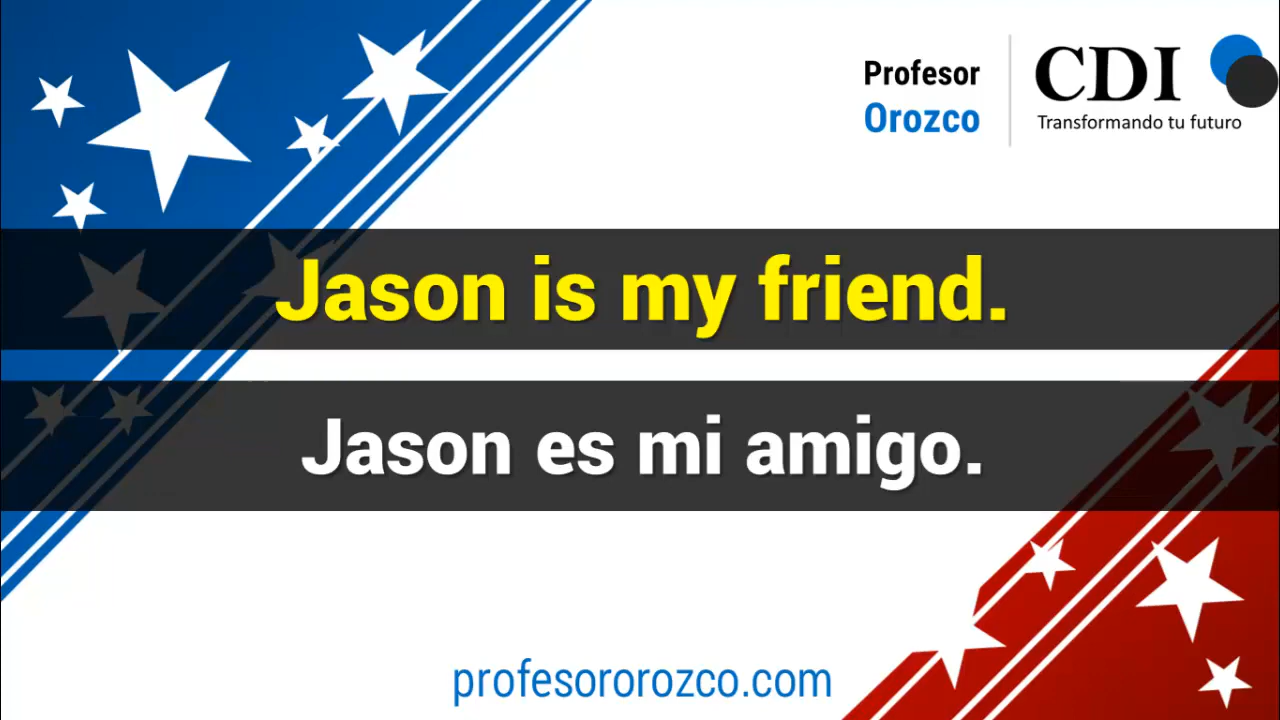 Profesor
Orozco
CDI
Transformando tu futuro
Jason is my friend.
Jason es mi amigo.
profesororozco.com